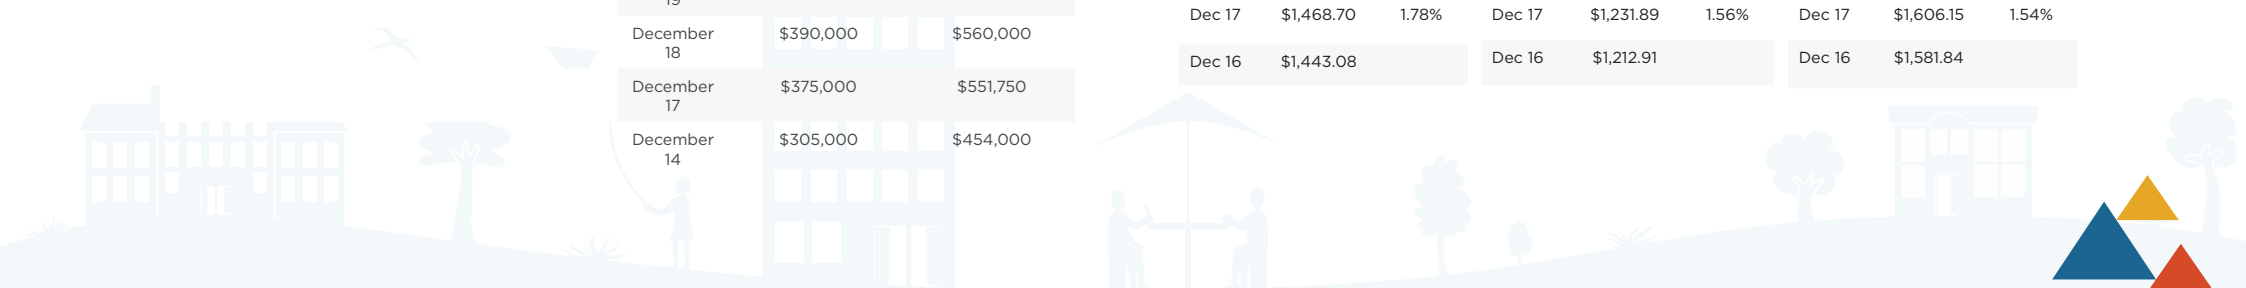 December
18 $390,000 $560,000
December
17 $375,000 $551,750
December
14 $305,000 $454,000
Dec 17 $1,468.70 1.78%
Dec 16 $1,443.08
Dec 17 $1,231.89 1.56%
Dec 16 $1,212.91
Dec 17 $1,606.15 1.54%
Dec 16 $1,581.84